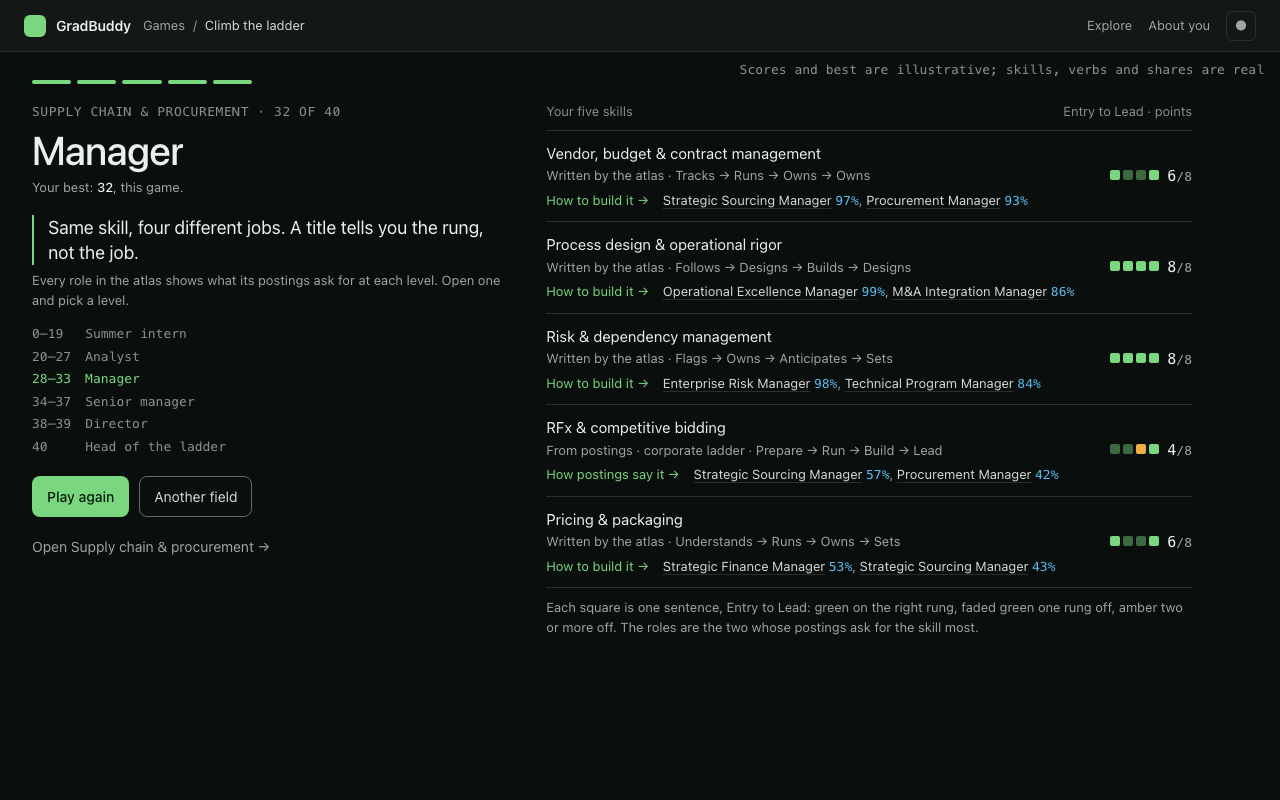 GradBuddy Games / Climb the ladder
Explore About you
Scores and best are illustrative; skills, verbs and shares are real
SUPPLY CHAIN & PROCUREMENT · 32 OF 40
Manager
Your best: 32, this game.
Same skill, four different jobs. A title tells you the rung,
not the job.
Every role in the atlas shows what its postings ask for at each level. Open one
and pick a level.
0–19 Summer intern
20–27 Analyst
28–33 Manager
34–37 Senior manager
38–39 Director
40 Head of the ladder
Play again Another field
Open Supply chain & procurement →
Your five skills Entry to Lead · points
Vendor, budget & contract management
Written by the atlas · Tracks → Runs → Owns → Owns 6/8
How to build it → Strategic Sourcing Manager 97%, Procurement Manager 93%
Process design & operational rigor
Written by the atlas · Follows → Designs → Builds → Designs 8/8
How to build it → Operational Excellence Manager 99%, M&A Integration Manager 86%
Risk & dependency management
Written by the atlas · Flags → Owns → Anticipates → Sets 8/8
How to build it → Enterprise Risk Manager 98%, Technical Program Manager 84%
RFx & competitive bidding
From postings · corporate ladder · Prepare → Run → Build → Lead 4/8
How postings say it → Strategic Sourcing Manager 57%, Procurement Manager 42%
Pricing & packaging
Written by the atlas · Understands → Runs → Owns → Sets 6/8
How to build it → Strategic Finance Manager 53%, Strategic Sourcing Manager 43%
Each square is one sentence, Entry to Lead: green on the right rung, faded green one rung off, amber two
or more off. The roles are the two whose postings ask for the skill most.